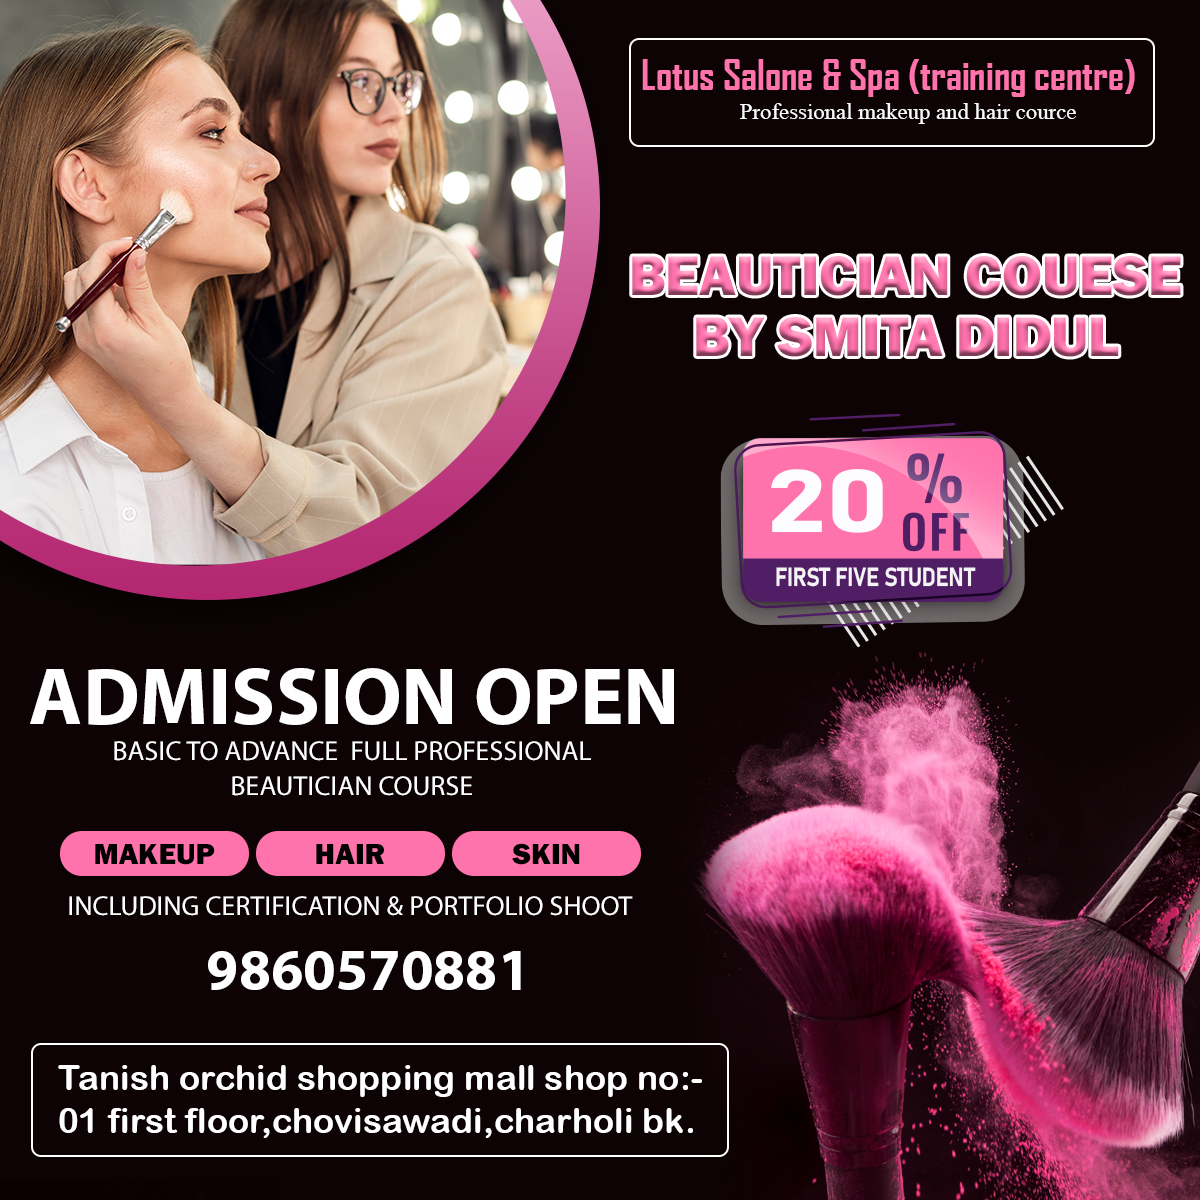 Lotus Salone & Spa (training centre)
Professional makeup and hair cource
BEAUTICIAN COUESE
BY SMITA DIDUL
20 % OFF
FIRST FIVE STUDENT
ADMISSION OPEN
BASIC TO ADVANCE FULL PROFESSIONAL
BEAUTICIAN COURSE
MAKEUP HAIR SKIN
INCLUDING CERTIFICATION & PORTFOLIO SHOOT
9860570881
Tanish orchid shopping mall shop no:-
01 first floor,chovisawadi,charholi bk.